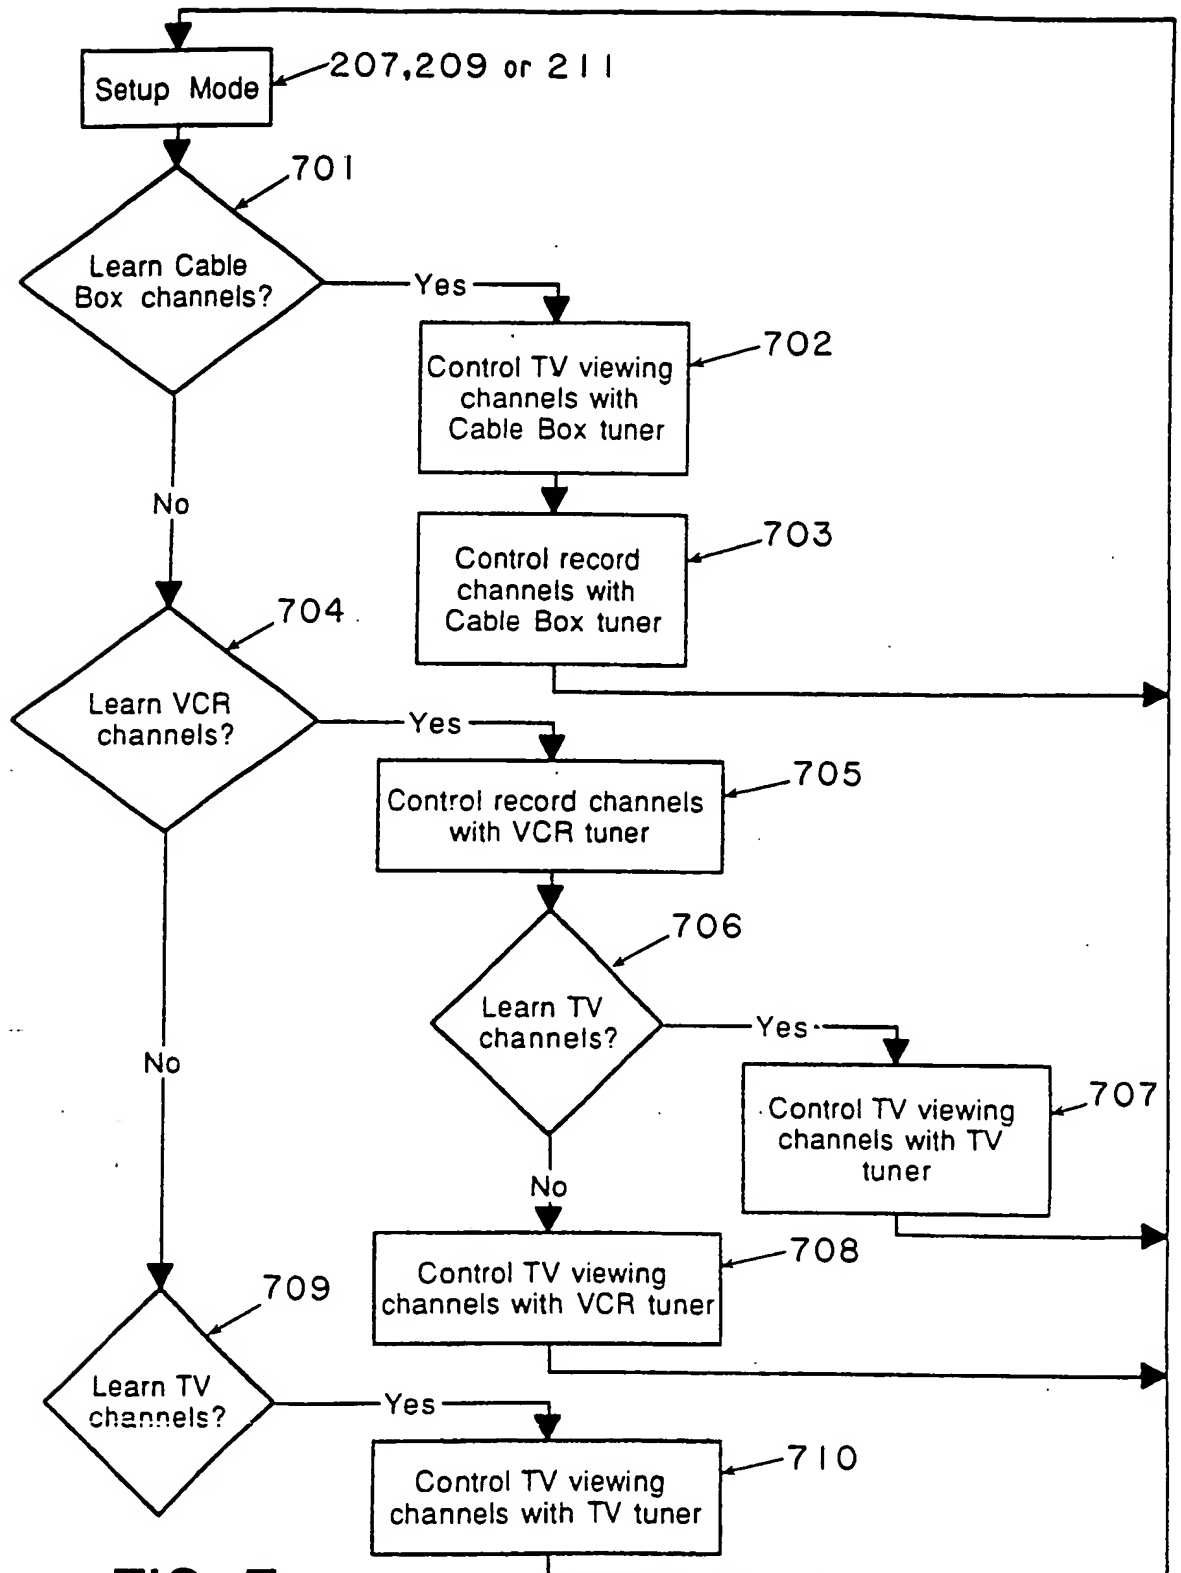 207,209 or 211
Setup Mode
701
Learn Cable
Box channels?
Yes
702
Control TV viewing
channels with
Cable Box tuner
No
703
Control record
channels with
Cable Box tuner
704
Learn VCR
channels?
Yes
705
Control record channels
with VCR tuner
706
Learn TV
channels?
Yes
No
707
Control TV viewing
channels with TV
tuner
No
708
Control TV viewing
channels with VCR tuner
709
Learn TV
channels?
Yes
710
Control TV viewing
channels with TV tuner